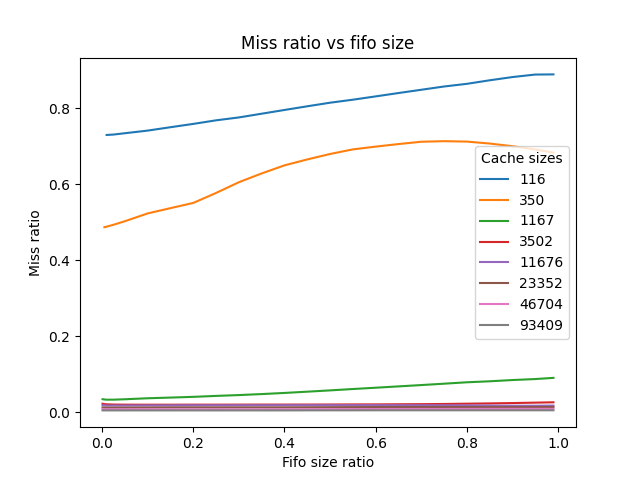 Miss ratio vs fifo size
Miss ratio
0.8
0.6
0.4
0.2
0.0
Cache sizes
116
350
1167
3502
11676
23352
46704
93409
0.0 0.2 0.4 0.6 0.8 1.0
Fifo size ratio